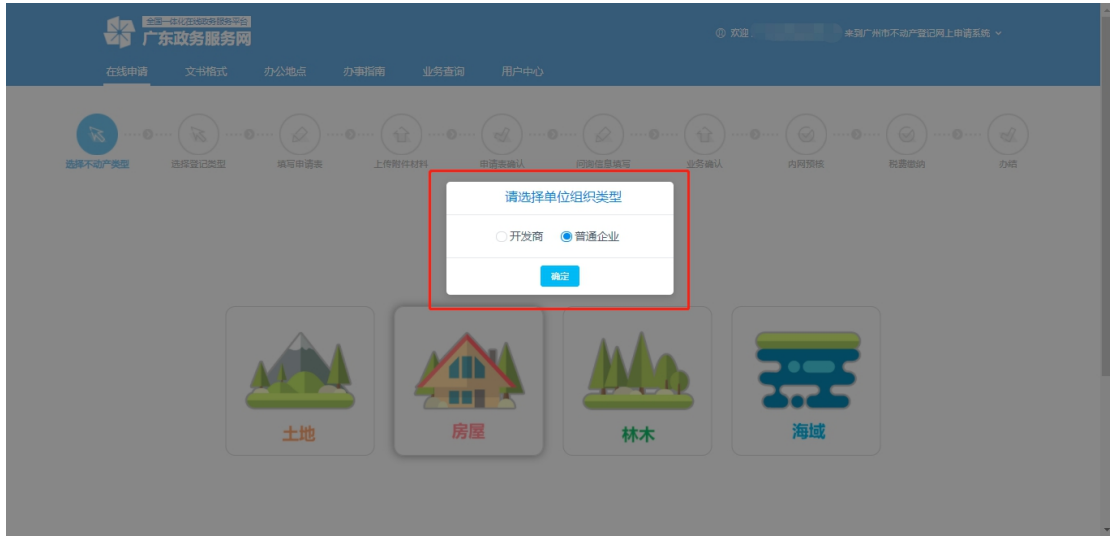 全国一体化在线政务服务平台
广东政务服务网
欢迎 来到广州市不动产登记网上申请系统
在线申请 文书格式 办公地点 办事指南 业务查询 用户中心
选择不动产类型 选择登记类型 填写申请表 上传附件材料 申请表确认 问询信息填写 业务确认 内网预核 税费缴纳 办结
请选择单位组织类型
开发商 普通企业
确定
土地 房屋 林木 海域